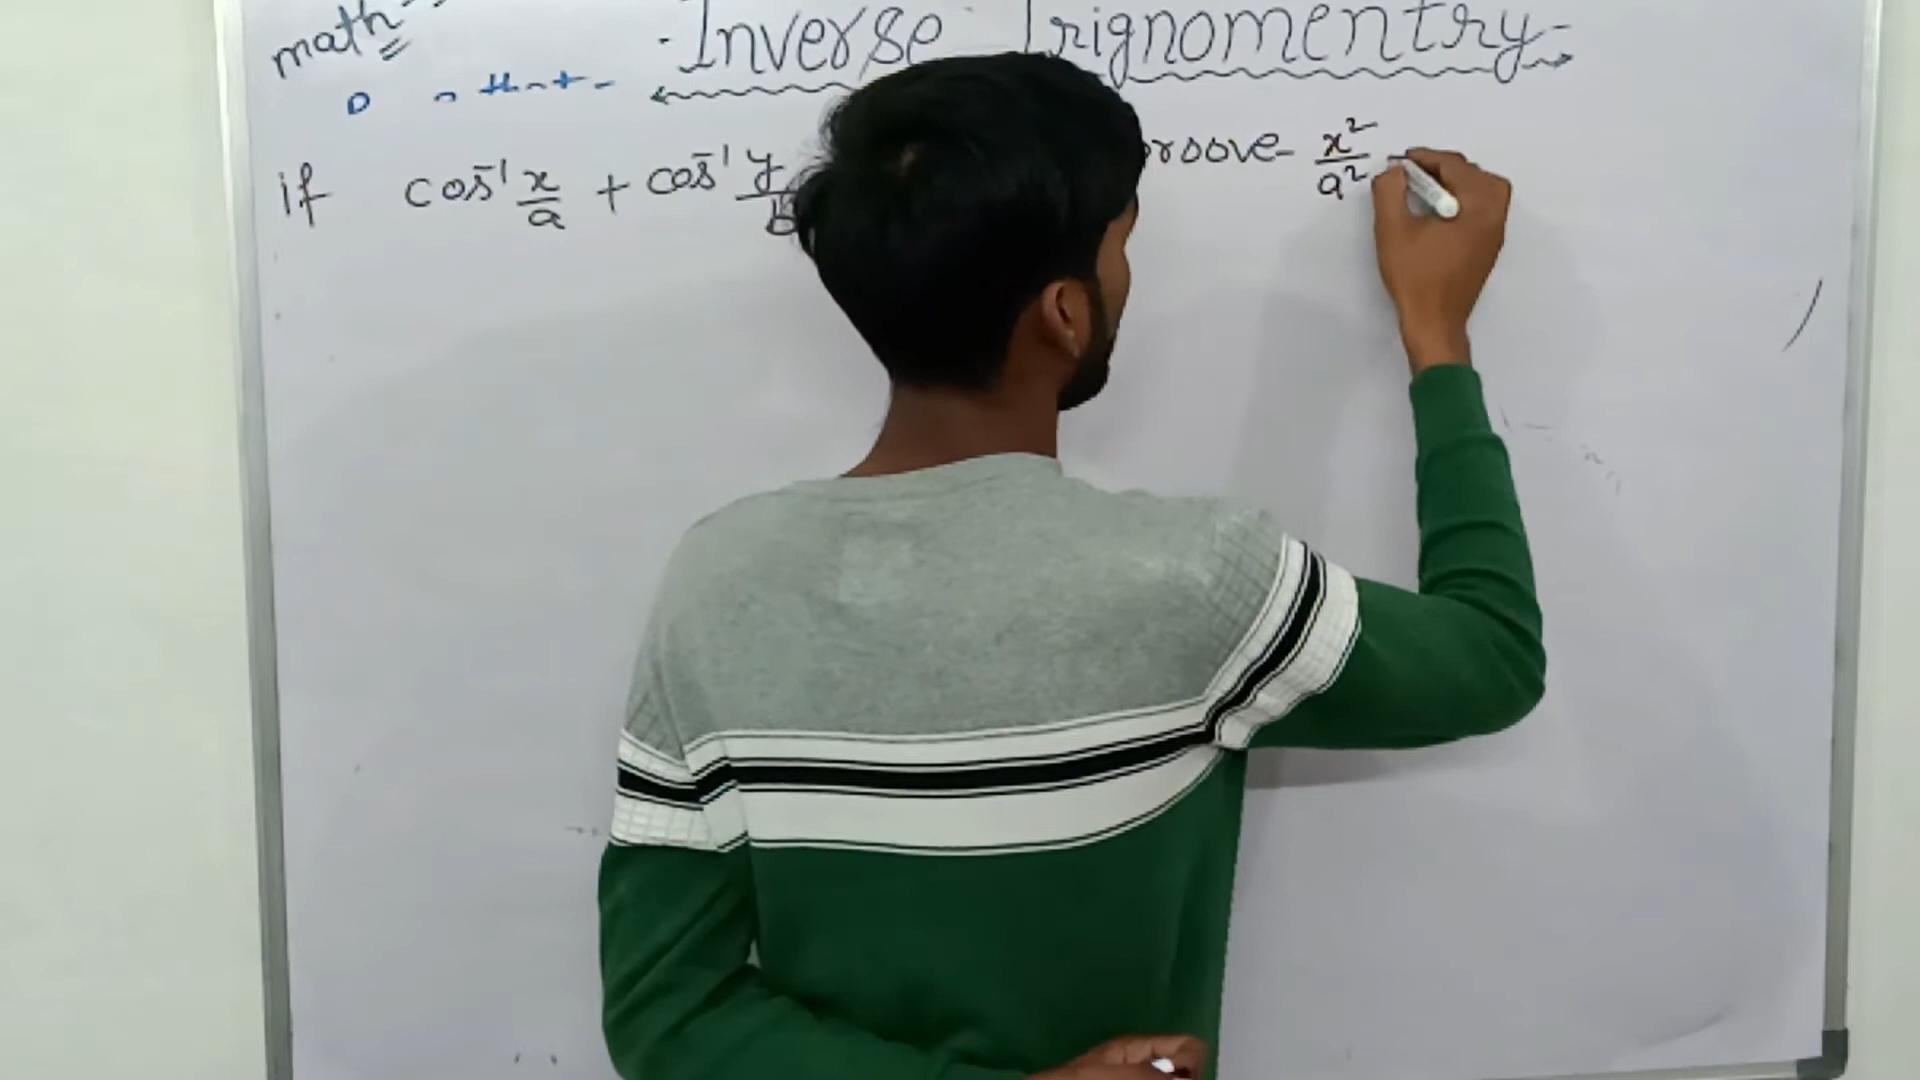 math
Inverse Trignomentry
if cos⁻¹ x/a + cos⁻¹ y/b proove- x²/a² -